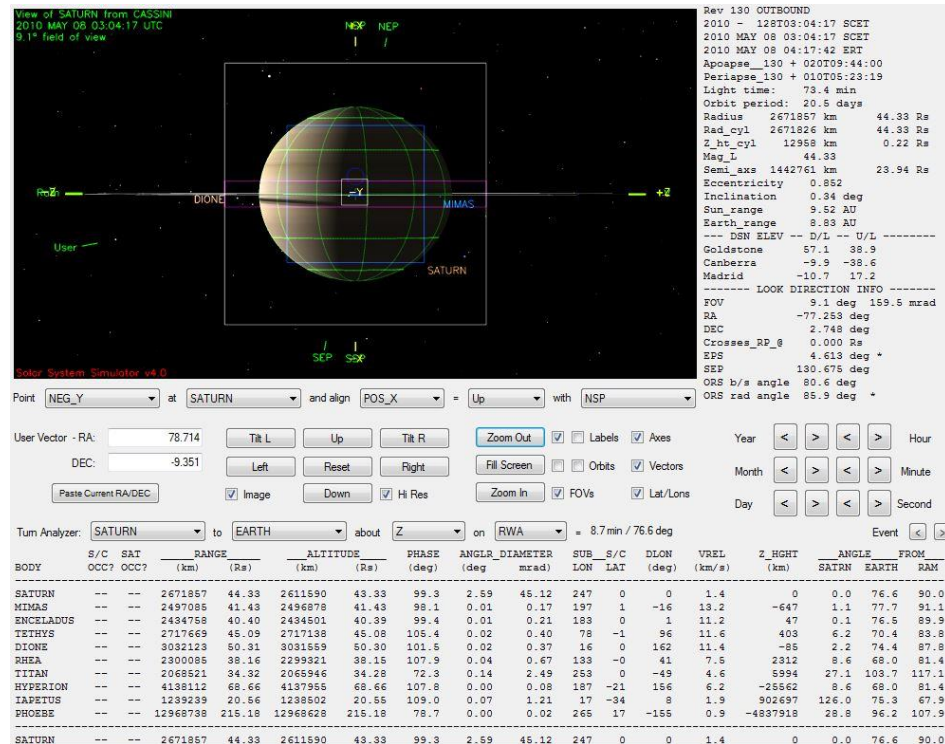 View of SATURN from CASSINI
2010 MAY 08 03:04:17 UTC
9.1° field of view
NEP
-Z
+Z
-Y
DIONE
MIMAS
User
SATURN
SEP
Solar System Simulator v4.0
Rev 130 OUTBOUND
2010 - 128T03:04:17 SCET
2010 MAY 08 03:04:17 SCET
2010 MAY 08 04:17:42 ERT
Apoapse__130 + 020T09:44:00
Periapse_130 + 010T05:23:19
Light time: 73.4 min
Orbit period: 20.5 days
Radius 2671857 km 44.33 Rs
Rad_cyl 2671826 km 44.33 Rs
Z_ht_cyl 12958 km 0.22 Rs
Mag_L 44.33
Semi_axs 1442761 km 23.94 Rs
Eccentricity 0.852
Inclination 0.34 deg
Sun_range 9.52 AU
Earth_range 8.83 AU
--- DSN ELEV -- D/L -- U/L --------
Goldstone 57.1 38.9
Canberra -9.9 -38.6
Madrid -10.7 17.2
------- LOOK DIRECTION INFO -------
FOV 9.1 deg 159.5 mrad
RA -77.253 deg
DEC 2.748 deg
Crosses_RP_@ 0.000 Rs
EPS 4.613 deg *
SEP 130.675 deg
ORS b/s angle 80.6 deg
ORS rad angle 85.9 deg *
Point NEG_Y at SATURN and align POS_X = Up with NSP
User Vector - RA: 78.714 Tilt L Up Tilt R Zoom Out Labels Axes Year < > < > Hour
DEC: -9.351 Left Reset Right Fill Screen Orbits Vectors Month < > < > Minute
Paste Current RA/DEC Image Down Hi Res Zoom In FOVs Lat/Lons Day < > < > Second
Turn Analyzer: SATURN to EARTH about Z on RWA = 8.7 min / 76.6 deg Event < >
S/C SAT RANGE ALTITUDE PHASE ANGLR_DIAMETER SUB_S/C DLON VREL Z_HGHT ANGLE FROM
BODY OCC? OCC? (km) (Rs) (km) (Rs) (deg) (deg mrad) LON LAT (deg) (km/s) (km) SATRN EARTH RAM
SATURN -- -- 2671857 44.33 2611590 43.33 99.3 2.59 45.12 247 0 0 1.4 0 0.0 76.6 90.0
MIMAS -- -- 2497085 41.43 2496878 41.43 98.1 0.01 0.17 197 1 -16 13.2 -647 1.1 77.7 91.1
ENCELADUS -- -- 2434758 40.40 2434501 40.39 99.4 0.01 0.21 183 0 1 11.2 47 0.1 76.5 89.9
TETHYS -- -- 2717669 45.09 2717138 45.08 105.4 0.02 0.40 78 -1 96 11.6 403 6.2 70.4 83.8
DIONE -- -- 3032123 50.31 3031559 50.30 101.5 0.02 0.37 16 0 162 11.4 -85 2.2 74.4 87.8
RHEA -- -- 2300085 38.16 2299321 38.15 107.9 0.04 0.67 133 -0 41 7.5 2312 8.6 68.0 81.4
TITAN -- -- 2068521 34.32 2065946 34.28 72.3 0.14 2.49 253 0 -49 4.6 5994 27.1 103.7 117.1
HYPERION -- -- 4138112 68.66 4137955 68.66 107.8 0.00 0.08 187 -21 156 6.2 -25562 8.6 68.0 81.4
IAPETUS -- -- 1239239 20.56 1238502 20.55 109.0 0.07 1.21 17 -34 8 1.9 902697 126.0 75.3 67.9
PHOEBE -- -- 12968738 215.18 12968628 215.18 78.7 0.00 0.02 265 17 -155 0.9 -4837918 28.8 96.2 107.9
SATURN -- -- 2671857 44.33 2611590 43.33 99.3 2.59 45.12 247 0 0 1.4 0 0.0 76.6 90.0